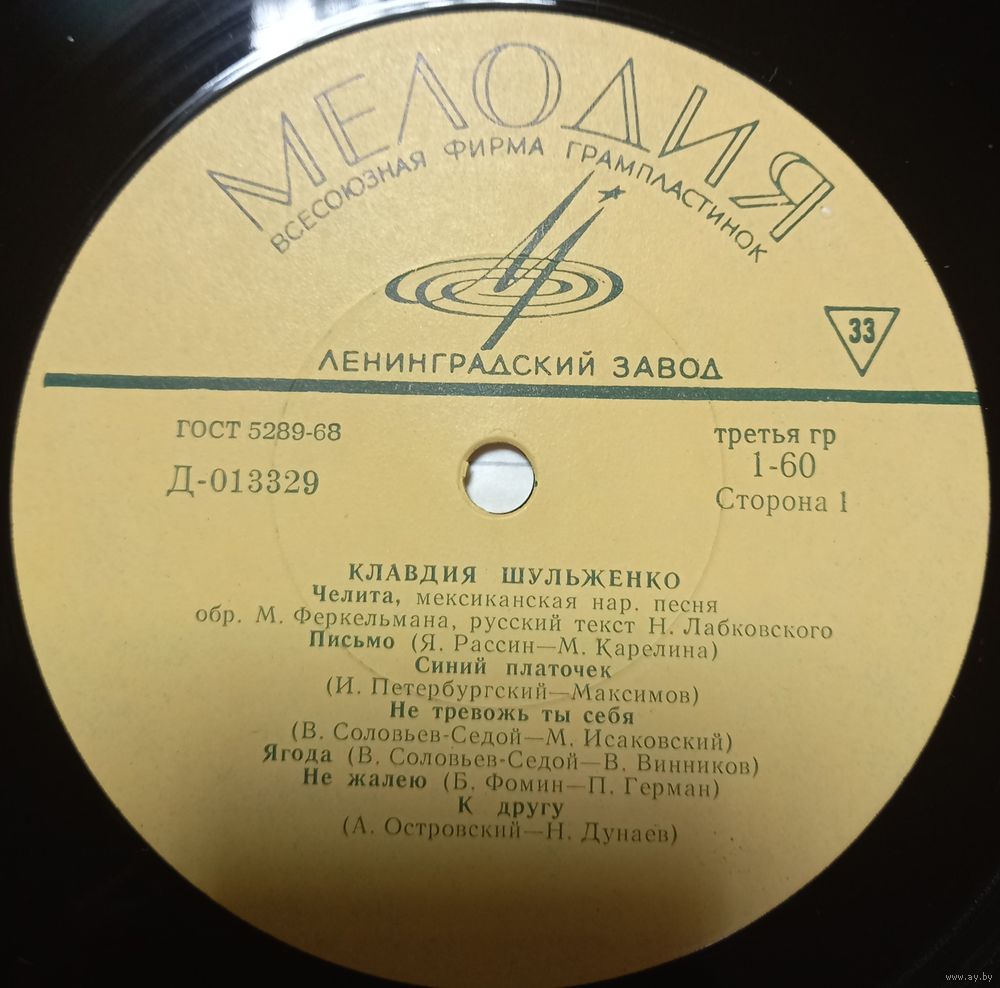 МЕЛОДИЯ
ВСЕСОЮЗНАЯ ФИРМА ГРАМПЛАСТИНОК
ЛЕНИНГРАДСКИЙ ЗАВОД
33
ГОСТ 5289-68
Д-013329
третья гр
1-60
Сторона 1
КЛАВДИЯ ШУЛЬЖЕНКО
Челита, мексиканская нар. песня
обр. М. Феркельмана, русский текст Н. Лабковского
Письмо (Я. Рассин—М. Карелина)
Синий платочек
(И. Петербургский—Максимов)
Не тревожь ты себя
(В. Соловьев-Седой—М. Исаковский)
Ягода (В. Соловьев-Седой—В. Винников)
Не жалею (Б. Фомин—П. Герман)
К другу
(А. Островский—Н. Дунаев)
www.ay.by